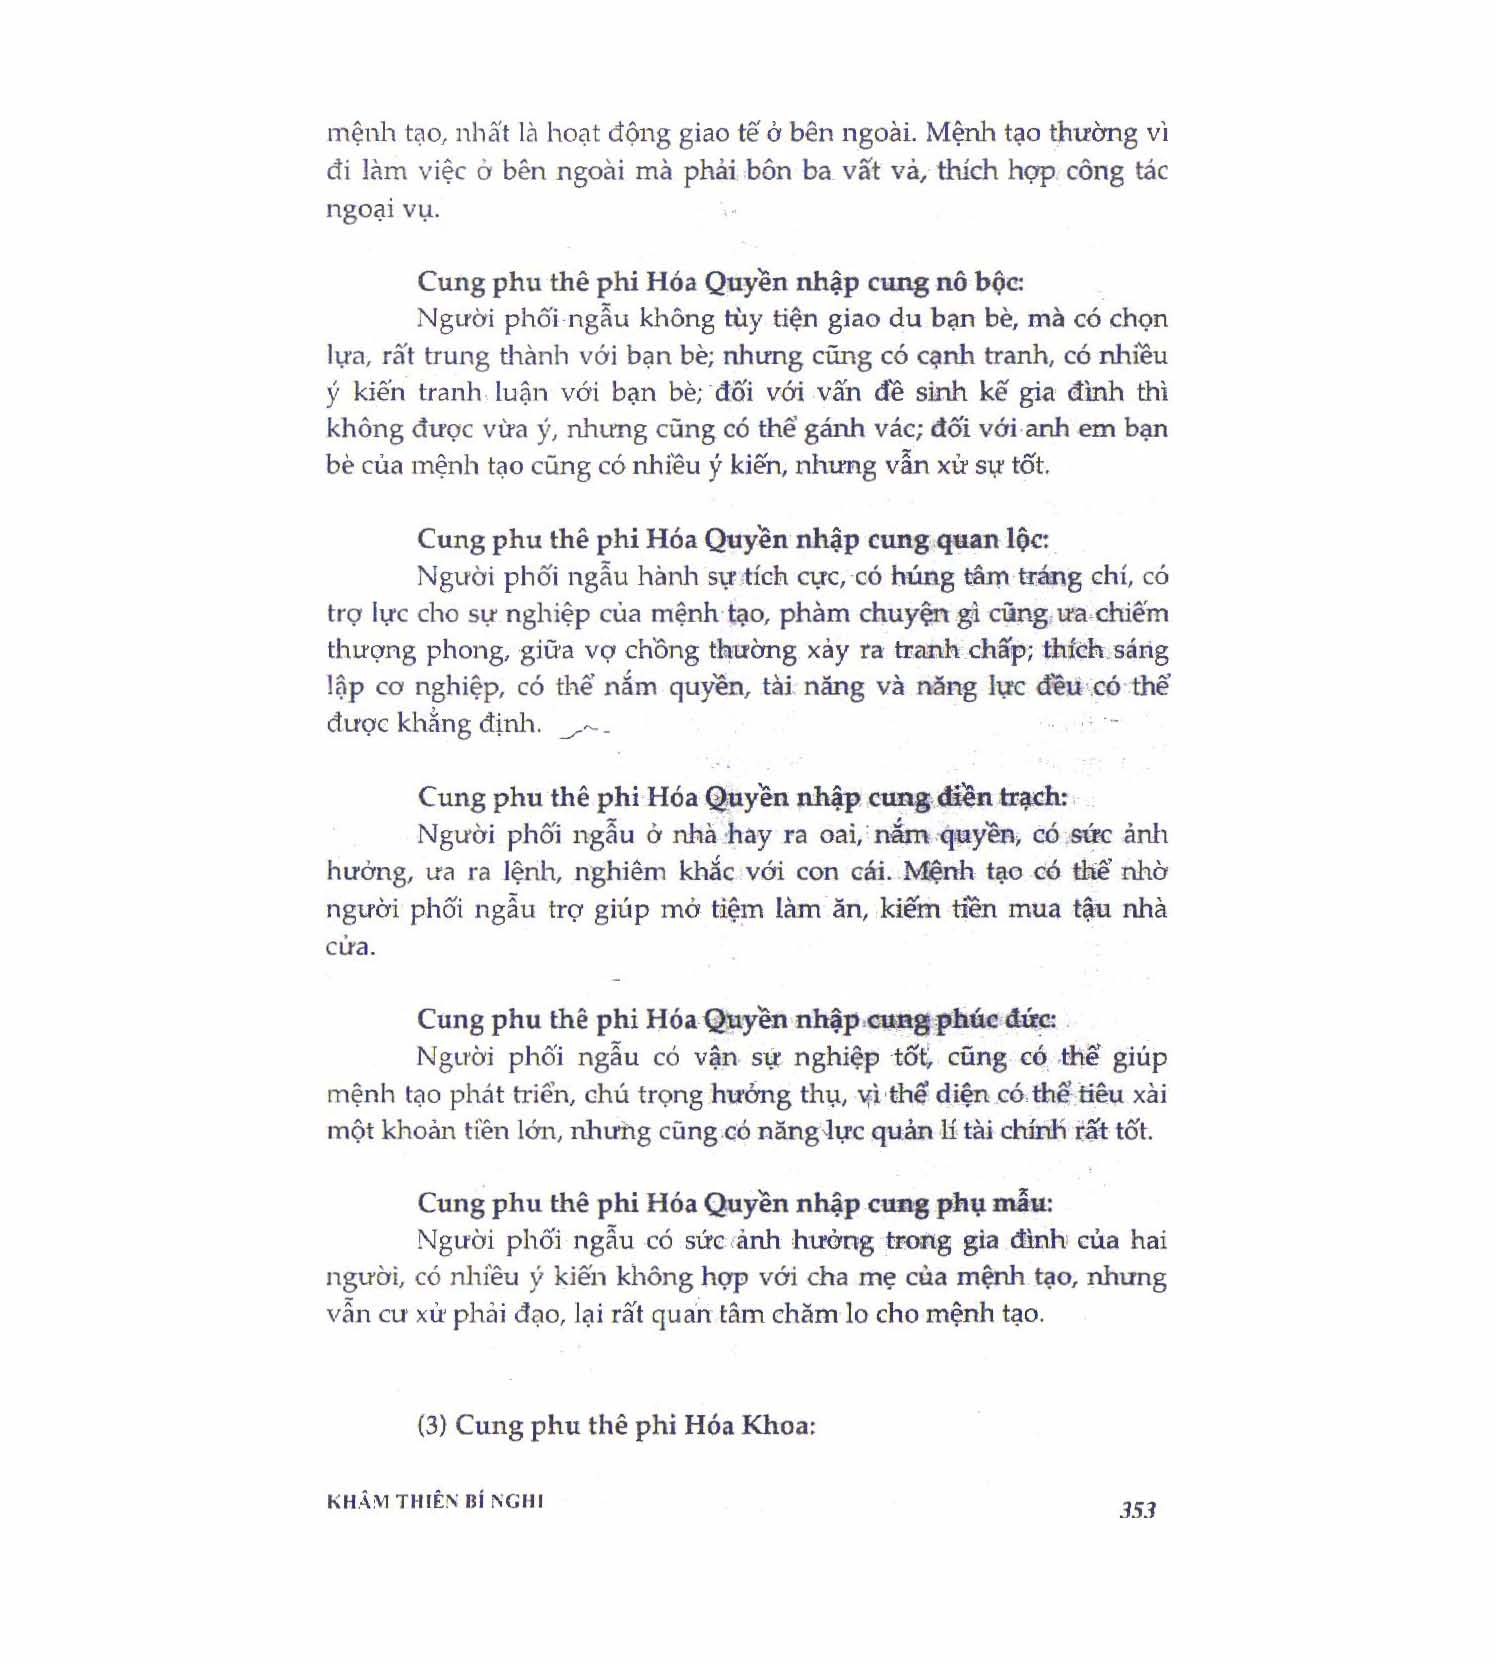 mệnh tạo, nhất là hoạt động giao tế ở bên ngoài. Mệnh tạo thường vì
đi làm việc ở bên ngoài mà phải bôn ba vất vả, thích hợp công tác
ngoại vụ.
Cung phu thê phi Hóa Quyền nhập cung nô bộc:
Người phối ngẫu không tùy tiện giao du bạn bè, mà có chọn
lựa, rất trung thành với bạn bè; nhưng cũng có cạnh tranh, có nhiều
ý kiến tranh luận với bạn bè; đối với vấn đề sinh kế gia đình thì
không được vừa ý, nhưng cũng có thể gánh vác; đối với anh em bạn
bè của mệnh tạo cũng có nhiều ý kiến, nhưng vẫn xử sự tốt.
Cung phu thê phi Hóa Quyền nhập cung quan lộc:
Người phối ngẫu hành sự tích cực, có húng tâm tráng chí, có
trợ lực cho sự nghiệp của mệnh tạo, phàm chuyện gì cũng ưa chiếm
thượng phong, giữa vợ chồng thường xảy ra tranh chấp; thích sáng
lập cơ nghiệp, có thể nắm quyền, tài năng và năng lực đều có thể
được khẳng định.
Cung phu thê phi Hóa Quyền nhập cung điền trạch:
Người phối ngẫu ở nhà hay ra oai, nắm quyền, có sức ảnh
hưởng, ưa ra lệnh, nghiêm khắc với con cái. Mệnh tạo có thể nhờ
người phối ngẫu trợ giúp mở tiệm làm ăn, kiếm tiền mua tậu nhà
cửa.
Cung phu thê phi Hóa Quyền nhập cung phúc đức:
Người phối ngẫu có vận sự nghiệp tốt, cũng có thể giúp
mệnh tạo phát triển, chú trọng hưởng thụ, vì thể diện có thể tiêu xài
một khoản tiền lớn, nhưng cũng có năng lực quản lí tài chính rất tốt.
Cung phu thê phi Hóa Quyền nhập cung phụ mẫu:
Người phối ngẫu có sức ảnh hưởng trong gia đình của hai
người, có nhiều ý kiến không hợp với cha mẹ của mệnh tạo, nhưng
vẫn cư xử phải đạo, lại rất quan tâm chăm lo cho mệnh tạo.
(3) Cung phu thê phi Hóa Khoa:
KHÂM THIÊN BÍ NGHI
353